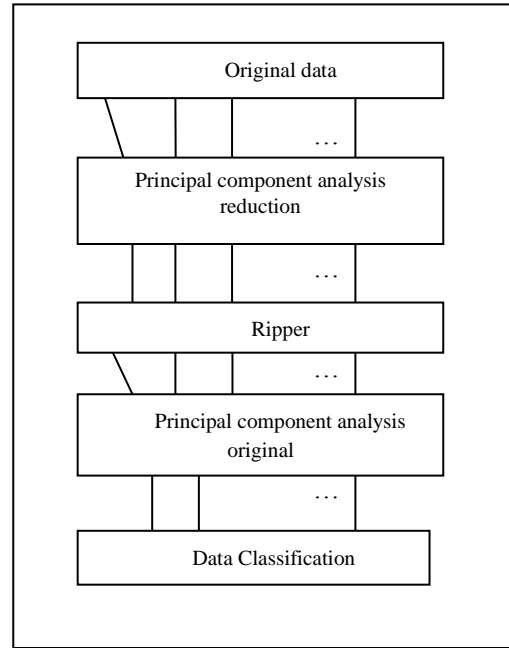 Original data
...
Principal component analysis
reduction
...
Ripper
...
Principal component analysis
original
...
Data Classification